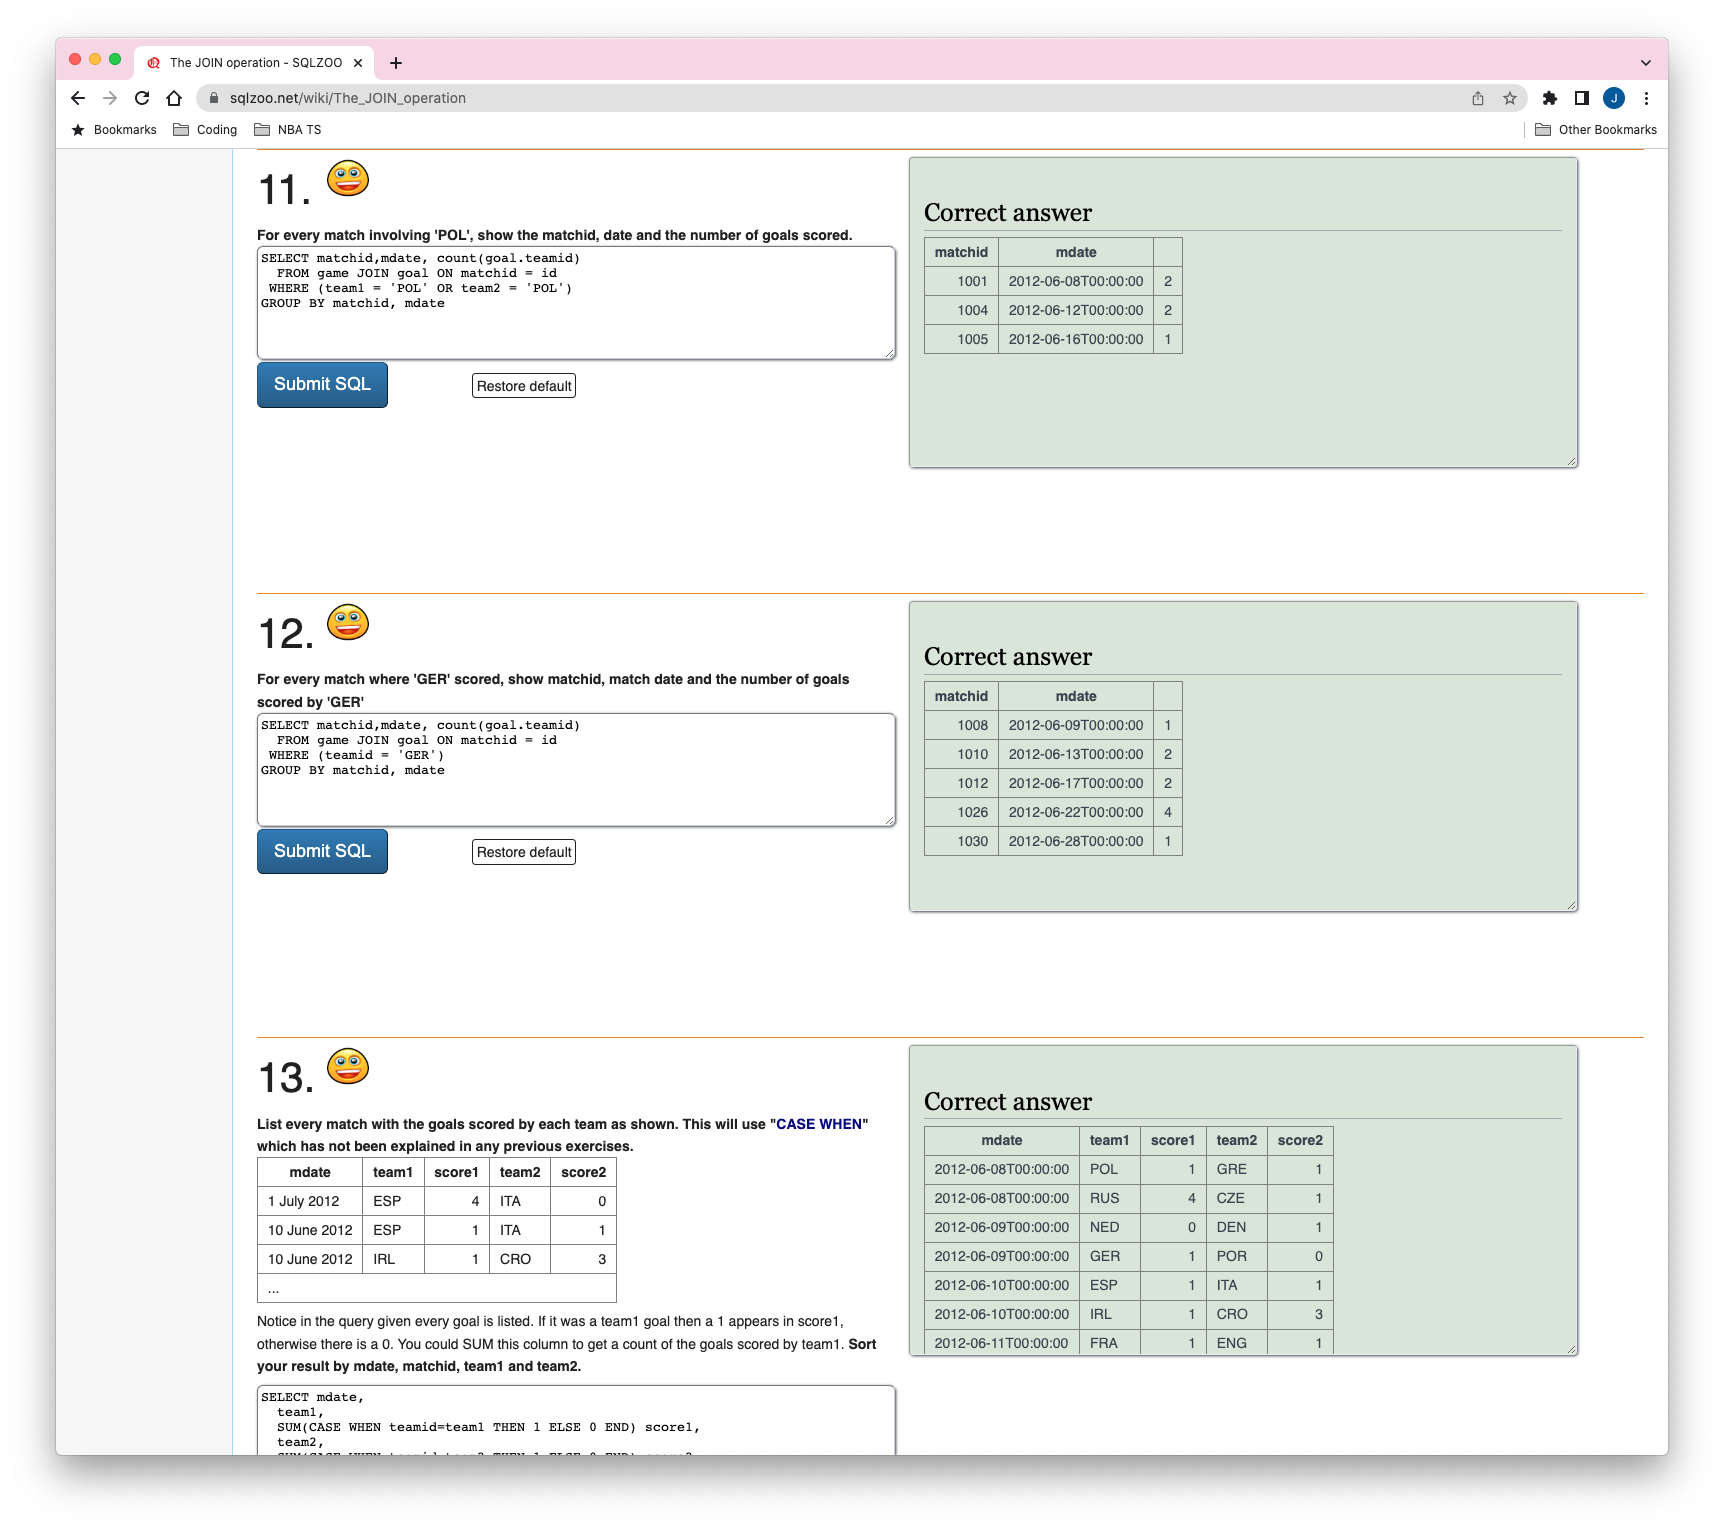 The JOIN operation - SQLZOO
sqlzoo.net/wiki/The_JOIN_operation
J
Bookmarks Coding NBA TS Other Bookmarks
11.
For every match involving 'POL', show the matchid, date and the number of goals scored.
SELECT matchid,mdate, count(goal.teamid)
FROM game JOIN goal ON matchid = id
WHERE (team1 = 'POL' OR team2 = 'POL')
GROUP BY matchid, mdate
Submit SQL Restore default
Correct answer
matchid mdate
1001 2012-06-08T00:00:00 2
1004 2012-06-12T00:00:00 2
1005 2012-06-16T00:00:00 1
12.
For every match where 'GER' scored, show matchid, match date and the number of goals
scored by 'GER'
SELECT matchid,mdate, count(goal.teamid)
FROM game JOIN goal ON matchid = id
WHERE (teamid = 'GER')
GROUP BY matchid, mdate
Submit SQL Restore default
Correct answer
matchid mdate
1008 2012-06-09T00:00:00 1
1010 2012-06-13T00:00:00 2
1012 2012-06-17T00:00:00 2
1026 2012-06-22T00:00:00 4
1030 2012-06-28T00:00:00 1
13.
List every match with the goals scored by each team as shown. This will use "CASE WHEN"
which has not been explained in any previous exercises.
mdate team1 score1 team2 score2
1 July 2012 ESP 4 ITA 0
10 June 2012 ESP 1 ITA 1
10 June 2012 IRL 1 CRO 3
...
Notice in the query given every goal is listed. If it was a team1 goal then a 1 appears in score1,
otherwise there is a 0. You could SUM this column to get a count of the goals scored by team1. Sort
your result by mdate, matchid, team1 and team2.
SELECT mdate,
team1,
SUM(CASE WHEN teamid=team1 THEN 1 ELSE 0 END) score1,
team2,
Correct answer
mdate team1 score1 team2 score2
2012-06-08T00:00:00 POL 1 GRE 1
2012-06-08T00:00:00 RUS 4 CZE 1
2012-06-09T00:00:00 NED 0 DEN 1
2012-06-09T00:00:00 GER 1 POR 0
2012-06-10T00:00:00 ESP 1 ITA 1
2012-06-10T00:00:00 IRL 1 CRO 3
2012-06-11T00:00:00 FRA 1 ENG 1